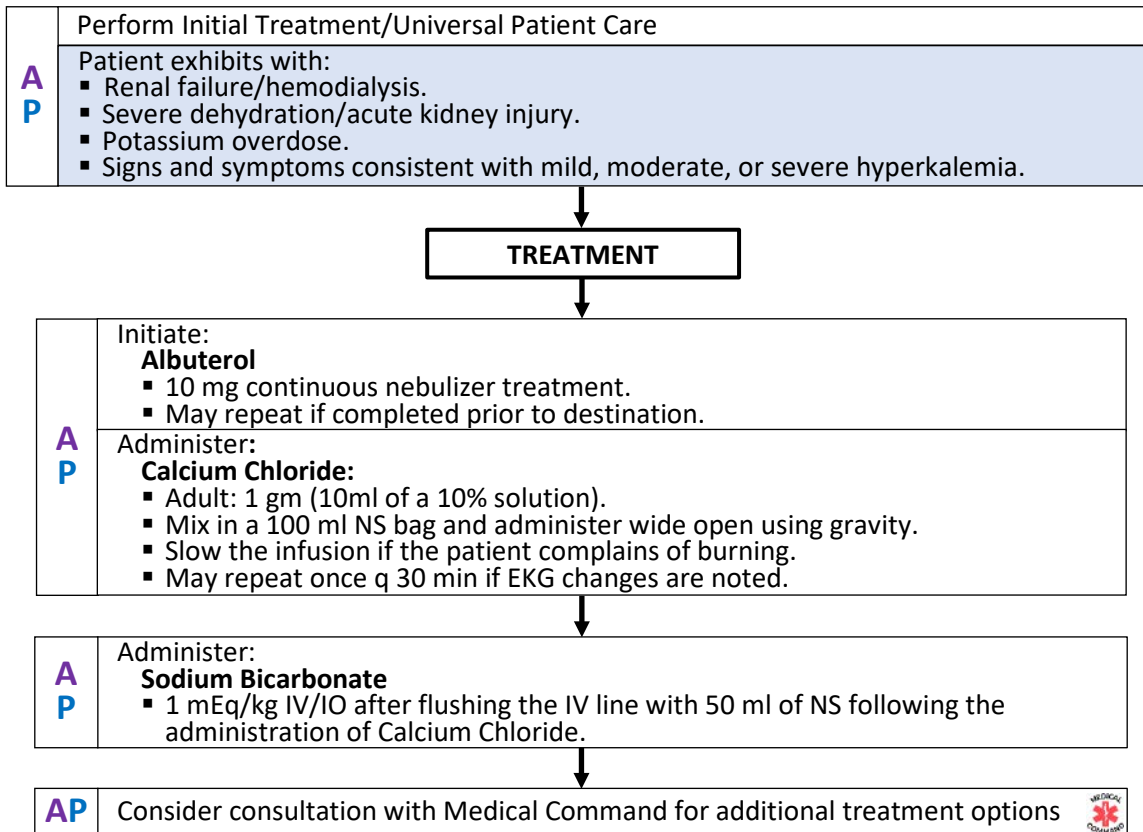 Perform Initial Treatment/Universal Patient Care
A
P
Patient exhibits with:
▪ Renal failure/hemodialysis.
▪ Severe dehydration/acute kidney injury.
▪ Potassium overdose.
▪ Signs and symptoms consistent with mild, moderate, or severe hyperkalemia.
TREATMENT
A
P
Initiate:
Albuterol
▪ 10 mg continuous nebulizer treatment.
▪ May repeat if completed prior to destination.
Administer:
Calcium Chloride:
▪ Adult: 1 gm (10ml of a 10% solution).
▪ Mix in a 100 ml NS bag and administer wide open using gravity.
▪ Slow the infusion if the patient complains of burning.
▪ May repeat once q 30 min if EKG changes are noted.
A
P
Administer:
Sodium Bicarbonate
▪ 1 mEq/kg IV/IO after flushing the IV line with 50 ml of NS following the
administration of Calcium Chloride.
AP Consider consultation with Medical Command for additional treatment options
MEDICAL
COMMAND